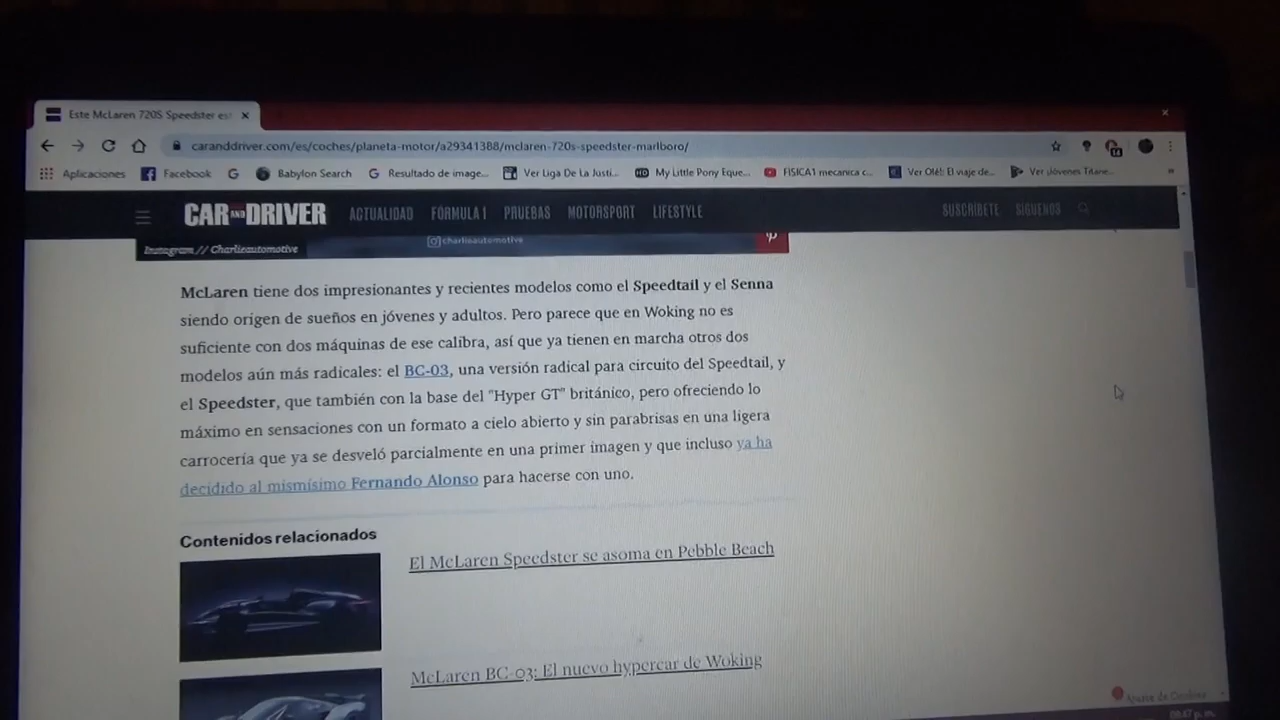 Este McLaren 720S Speedster est
caranddriver.com/es/coches/planeta-motor/a29341388/mclaren-720s-speedster-marlboro/
Aplicaciones Facebook Babylon Search Resultado de image... Ver Liga De La Justi... My Little Pony Eque... FISICA1 mecanica c... Ver Olé!: El viaje de... Ver Jóvenes Titane...
CAR AND DRIVER ACTUALIDAD FÓRMULA 1 PRUEBAS MOTORSPORT LIFESTYLE SUSCRÍBETE SÍGUENOS
charlieautomotive
Instagram // Charlieautomotive
McLaren tiene dos impresionantes y recientes modelos como el Speedtail y el Senna
siendo origen de sueños en jóvenes y adultos. Pero parece que en Woking no es
suficiente con dos máquinas de ese calibra, así que ya tienen en marcha otros dos
modelos aún más radicales: el BC-03, una versión radical para circuito del Speedtail, y
el Speedster, que también con la base del "Hyper GT" británico, pero ofreciendo lo
máximo en sensaciones con un formato a cielo abierto y sin parabrisas en una ligera
carrocería que ya se desveló parcialmente en una primer imagen y que incluso ya ha
decidido al mismísimo Fernando Alonso para hacerse con uno.
Contenidos relacionados
El McLaren Speedster se asoma en Pebble Beach
McLaren BC-03: El nuevo hypercar de Woking